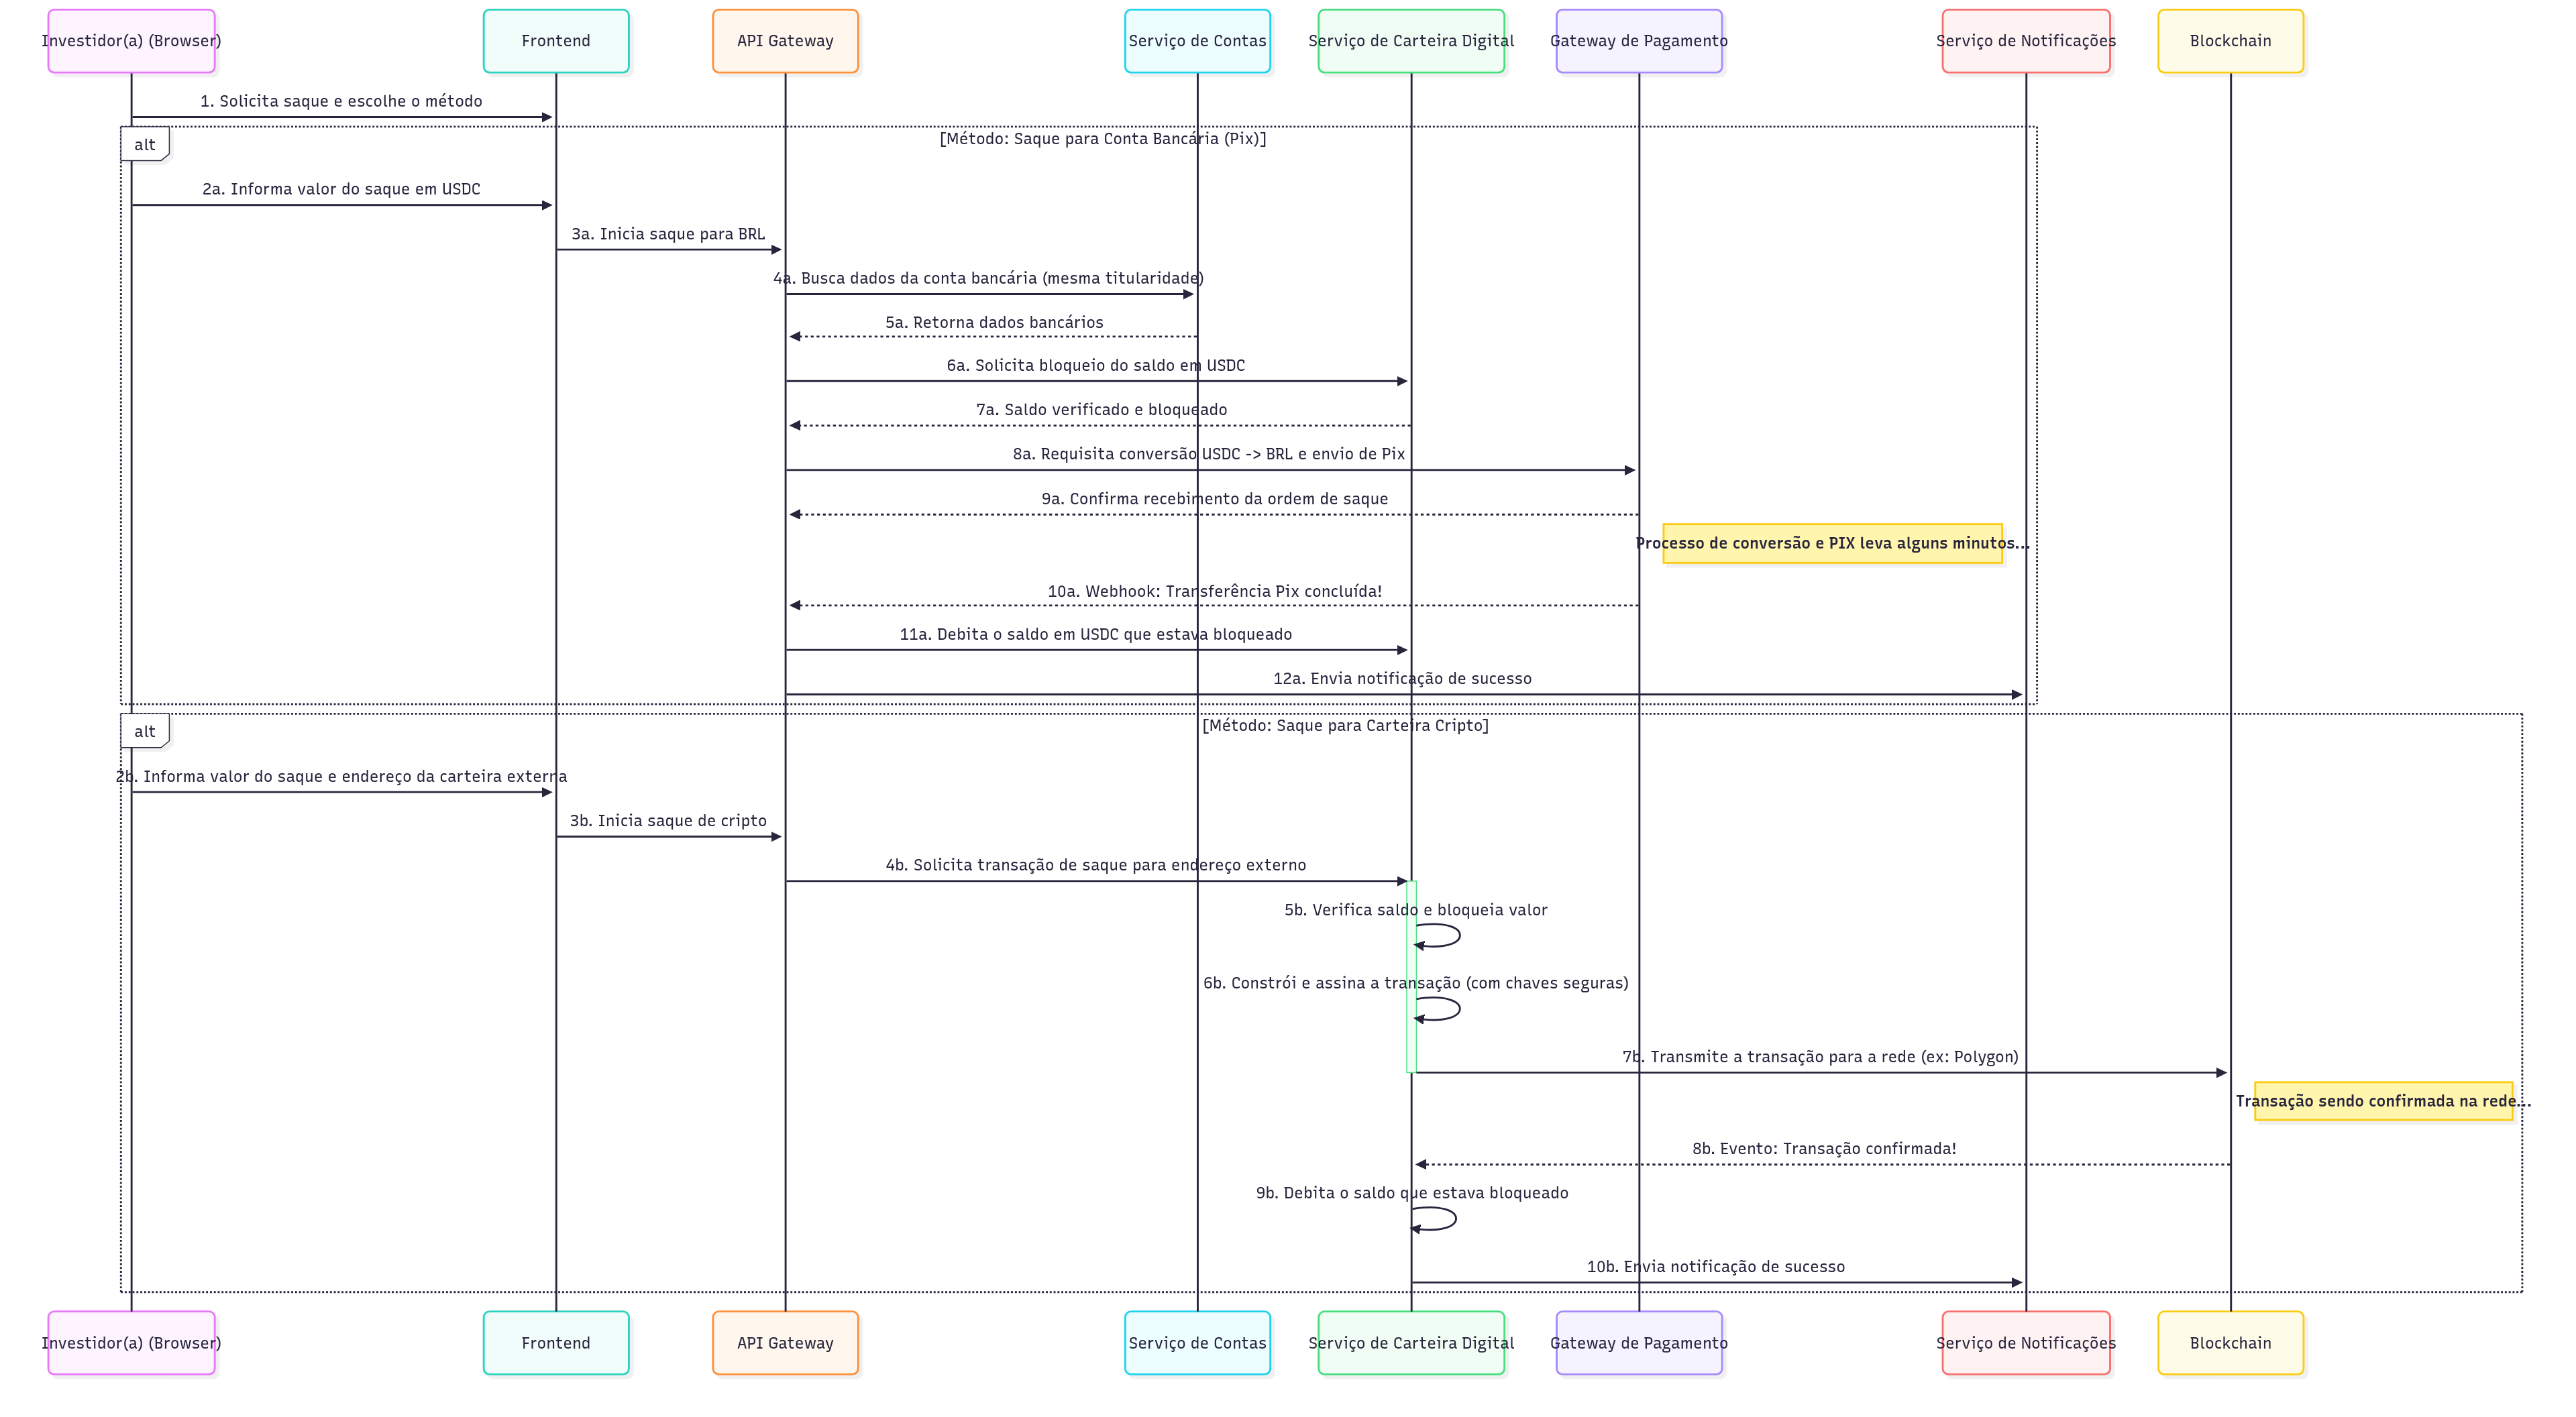 Investidor(a) (Browser)
Frontend
API Gateway
Serviço de Contas
Serviço de Carteira Digital
Gateway de Pagamento
Serviço de Notificações
Blockchain
1. Solicita saque e escolhe o método
alt
[Método: Saque para Conta Bancária (Pix)]
2a. Informa valor do saque em USDC
3a. Inicia saque para BRL
4a. Busca dados da conta bancária (mesma titularidade)
5a. Retorna dados bancários
6a. Solicita bloqueio do saldo em USDC
7a. Saldo verificado e bloqueado
8a. Requisita conversão USDC -> BRL e envio de Pix
9a. Confirma recebimento da ordem de saque
Processo de conversão e PIX leva alguns minutos...
10a. Webhook: Transferência Pix concluída!
11a. Debita o saldo em USDC que estava bloqueado
12a. Envia notificação de sucesso
alt
[Método: Saque para Carteira Cripto]
2b. Informa valor do saque e endereço da carteira externa
3b. Inicia saque de cripto
4b. Solicita transação de saque para endereço externo
5b. Verifica saldo e bloqueia valor
6b. Constrói e assina a transação (com chaves seguras)
7b. Transmite a transação para a rede (ex: Polygon)
Transação sendo confirmada na rede...
8b. Evento: Transação confirmada!
9b. Debita o saldo que estava bloqueado
10b. Envia notificação de sucesso
Investidor(a) (Browser)
Frontend
API Gateway
Serviço de Contas
Serviço de Carteira Digital
Gateway de Pagamento
Serviço de Notificações
Blockchain